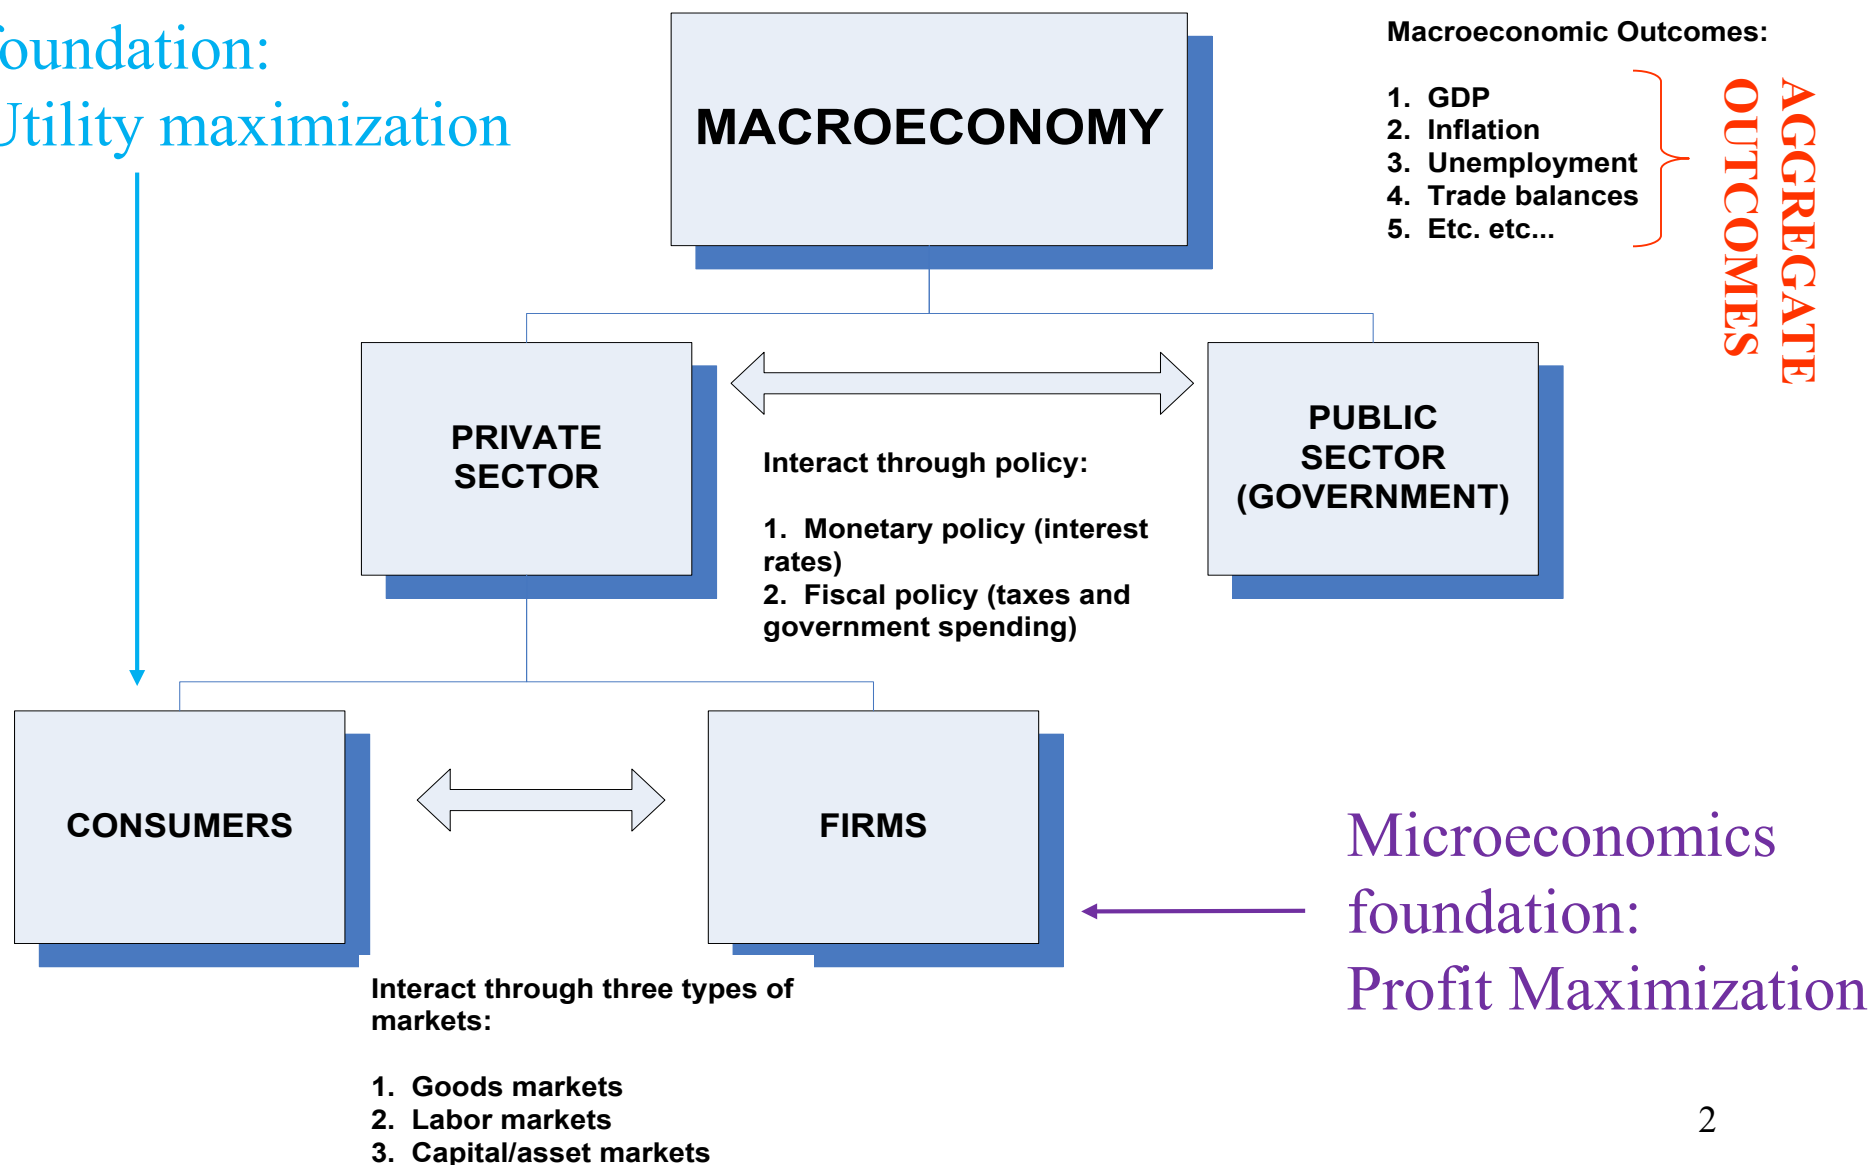 foundation:
Utility maximization
MACROECONOMY
Macroeconomic Outcomes:
1. GDP
2. Inflation
3. Unemployment
4. Trade balances
5. Etc. etc...
AGGREGATE
OUTCOMES
PRIVATE
SECTOR
Interact through policy:
1. Monetary policy (interest
rates)
2. Fiscal policy (taxes and
government spending)
PUBLIC
SECTOR
(GOVERNMENT)
CONSUMERS
FIRMS
Microeconomics
foundation:
Profit Maximization
Interact through three types of
markets:
1. Goods markets
2. Labor markets
3. Capital/asset markets
2